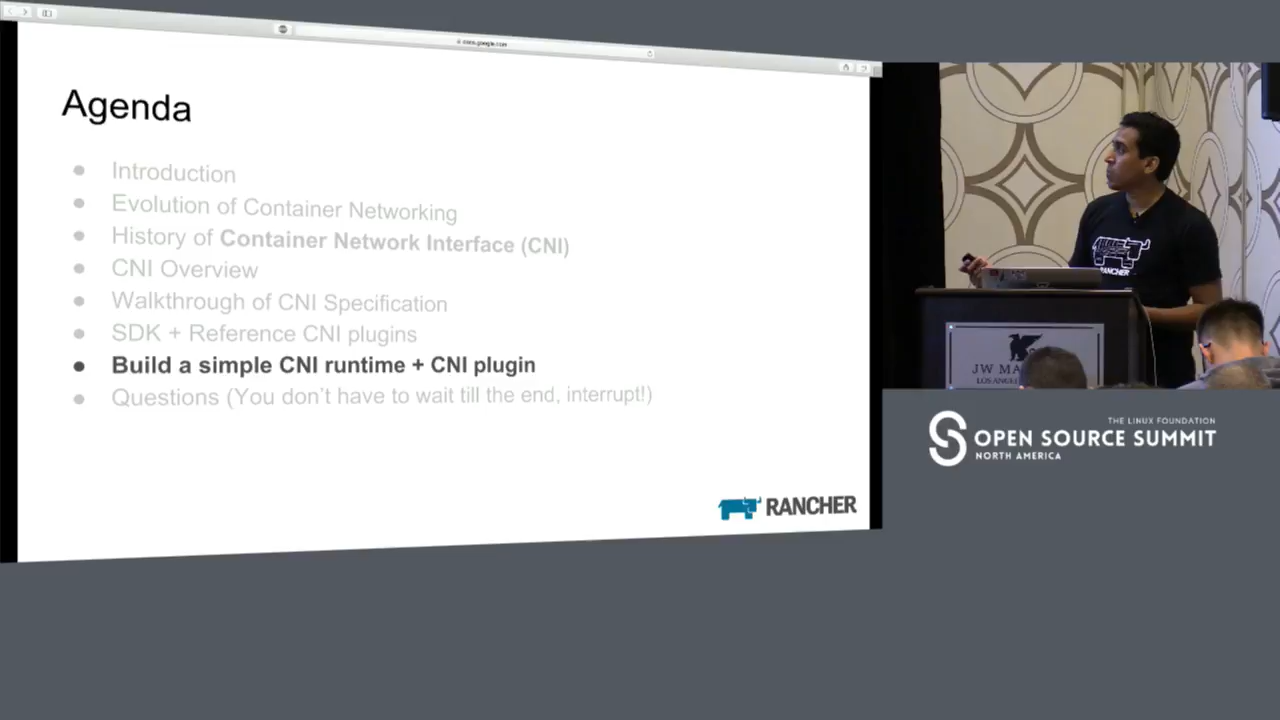 Agenda
Introduction
Evolution of Container Networking
History of Container Network Interface (CNI)
CNI Overview
Walkthrough of CNI Specification
SDK + Reference CNI plugins
Build a simple CNI runtime + CNI plugin
Questions (You don't have to wait till the end, interrupt!)
RANCHER
RANCHER
JW MA
LOS ANGEL
THE LINUX FOUNDATION
OPEN SOURCE SUMMIT
NORTH AMERICA